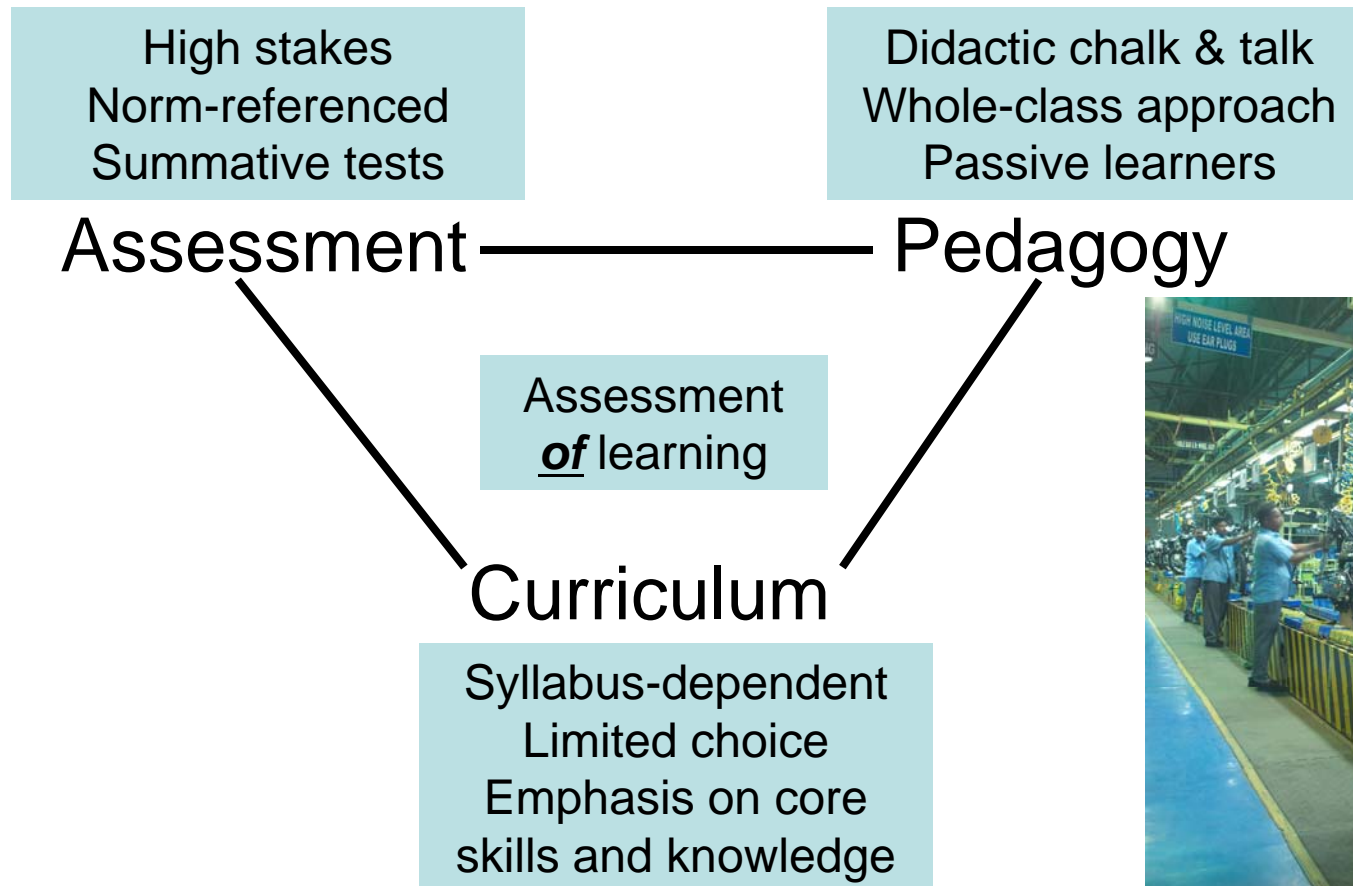 High stakes
Norm-referenced
Summative tests
Didactic chalk & talk
Whole-class approach
Passive learners
Assessment
Pedagogy
HIGH NOISE LEVEL AREA
USE EAR PLUGS
Assessment
of learning
Curriculum
Syllabus-dependent
Limited choice
Emphasis on core
skills and knowledge